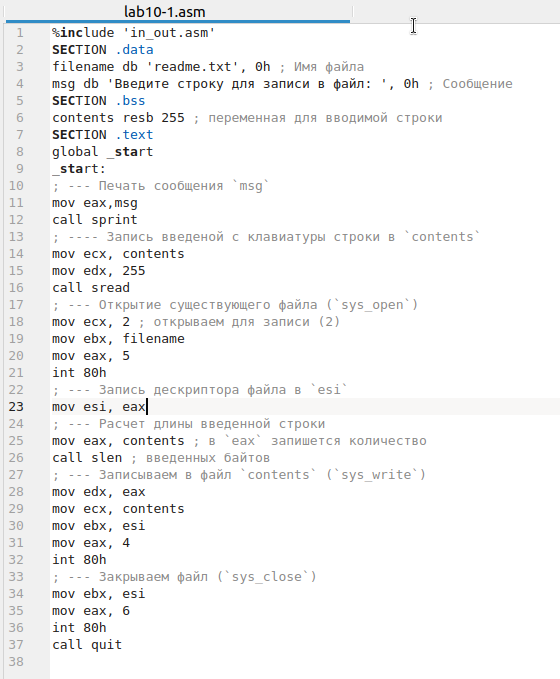 lab10-1.asm
1 %include 'in_out.asm'
2 SECTION .data
3 filename db 'readme.txt', 0h ; Имя файла
4 msg db 'Введите строку для записи в файл: ', 0h ; Сообщение
5 SECTION .bss
6 contents resb 255 ; переменная для вводимой строки
7 SECTION .text
8 global _start
9 _start:
10 ; --- Печать сообщения `msg`
11 mov eax,msg
12 call sprint
13 ; ---- Запись введеной с клавиатуры строки в `contents`
14 mov ecx, contents
15 mov edx, 255
16 call sread
17 ; --- Открытие существующего файла (`sys_open`)
18 mov ecx, 2 ; открываем для записи (2)
19 mov ebx, filename
20 mov eax, 5
21 int 80h
22 ; --- Запись дескриптора файла в `esi`
23 mov esi, eax
24 ; --- Расчет длины введенной строки
25 mov eax, contents ; в `eax` запишется количество
26 call slen ; введенных байтов
27 ; --- Записываем в файл `contents` (`sys_write`)
28 mov edx, eax
29 mov ecx, contents
30 mov ebx, esi
31 mov eax, 4
32 int 80h
33 ; --- Закрываем файл (`sys_close`)
34 mov ebx, esi
35 mov eax, 6
36 int 80h
37 call quit
38